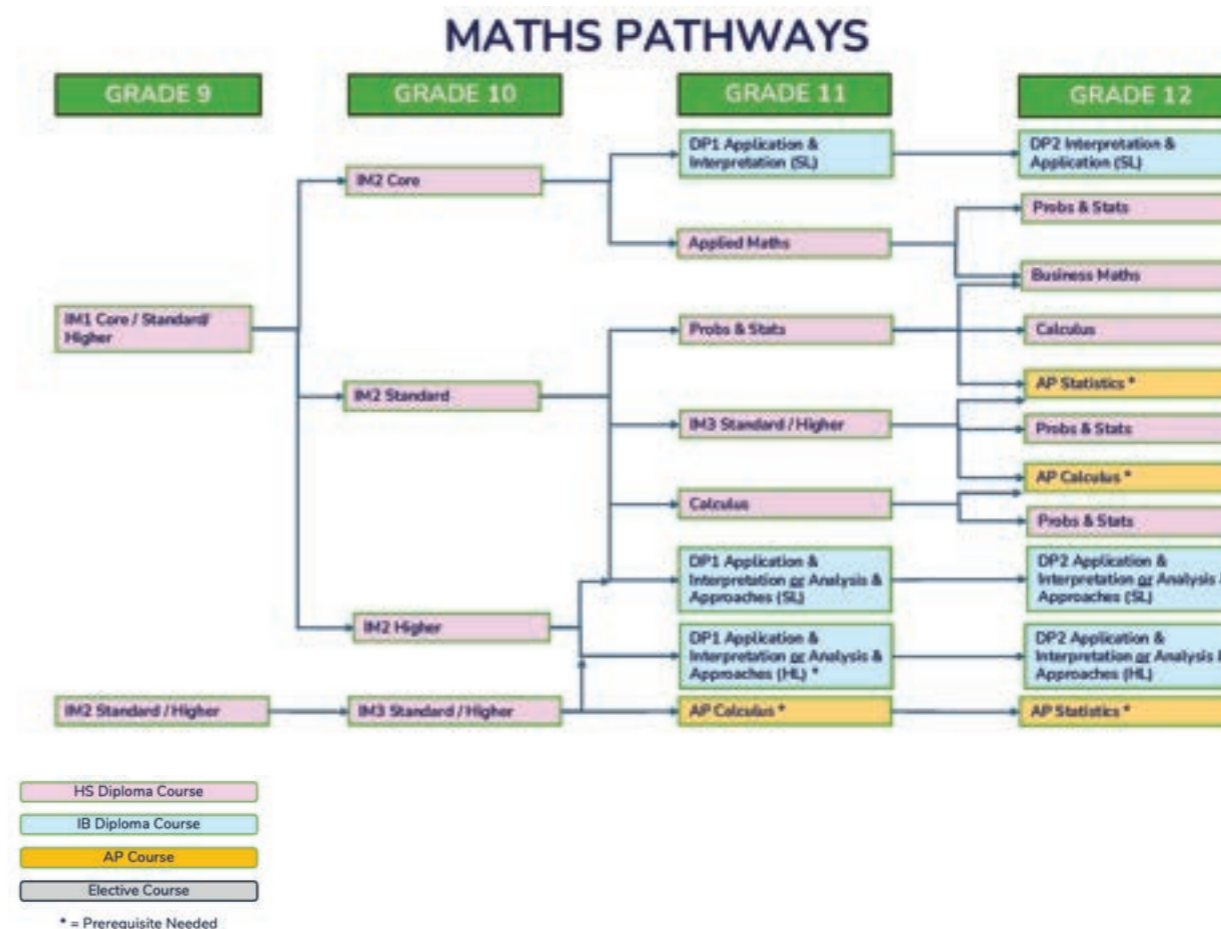 MATHS PATHWAYS
GRADE 9
GRADE 10
GRADE 11
GRADE 12
IM1 Core / Standard/
Higher
IM2 Standard / Higher
IM2 Core
IM2 Standard
IM2 Higher
IM3 Standard / Higher
DP1 Application &
Interpretation (SL)
Applied Maths
Probs & Stats
IM3 Standard / Higher
Calculus
DP1 Application &
Interpretation or Analysis &
Approaches (SL)
DP1 Application &
Interpretation or Analysis &
Approaches (HL) *
AP Calculus *
DP2 Interpretation &
Application (SL)
Probs & Stats
Business Maths
Calculus
AP Statistics *
Probs & Stats
AP Calculus *
Probs & Stats
DP2 Application &
Interpretation or Analysis &
Approaches (SL)
DP2 Application &
Interpretation or Analysis &
Approaches (HL)
AP Statistics *
HS Diploma Course
IB Diploma Course
AP Course
Elective Course
* = Prerequisite Needed